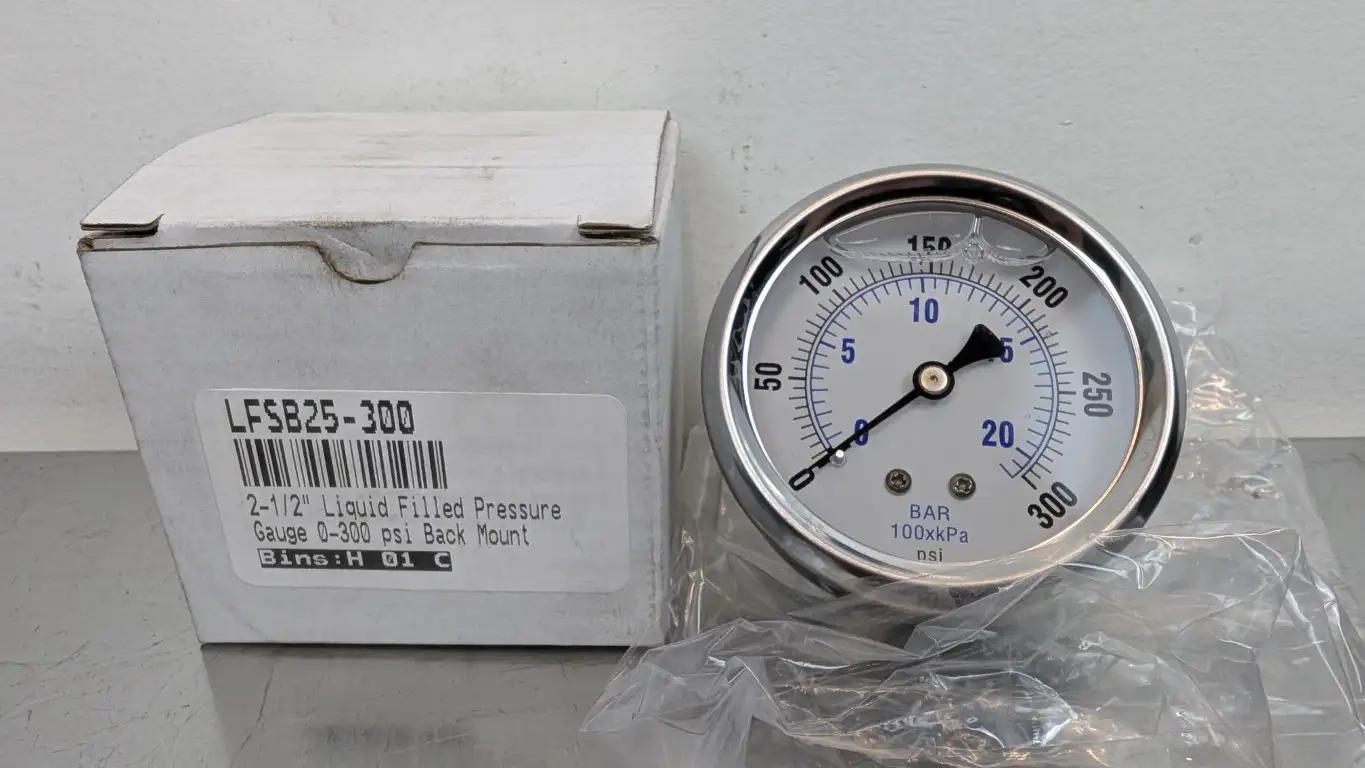 LFSB25-300
2-1/2" Liquid Filled Pressure
Gauge 0-300 psi Back Mount
Bins:H 01 C
0
50
100
150
200
250
300
0
5
10
15
20
BAR
100xkPa
psi